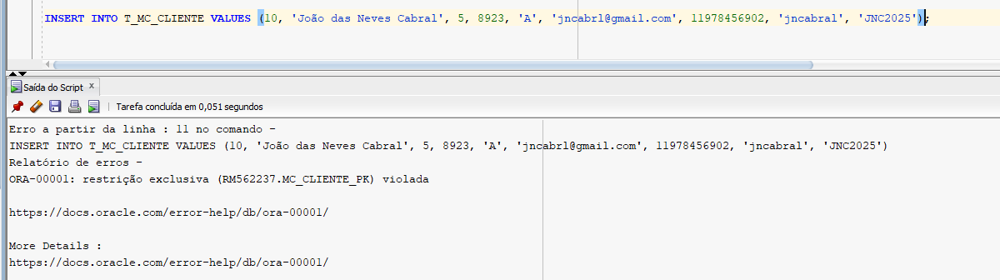 INSERT INTO T_MC_CLIENTE VALUES (10, 'João das Neves Cabral', 5, 8923, 'A', 'jncabrl@gmail.com', 11978456902, 'jncabral', 'JNC2025');
Saída do Script x
Tarefa concluída em 0,051 segundos
Erro a partir da linha : 11 no comando -
INSERT INTO T_MC_CLIENTE VALUES (10, 'João das Neves Cabral', 5, 8923, 'A', 'jncabrl@gmail.com', 11978456902, 'jncabral', 'JNC2025')
Relatório de erros -
ORA-00001: restrição exclusiva (RM562237.MC_CLIENTE_PK) violada
https://docs.oracle.com/error-help/db/ora-00001/
More Details :
https://docs.oracle.com/error-help/db/ora-00001/